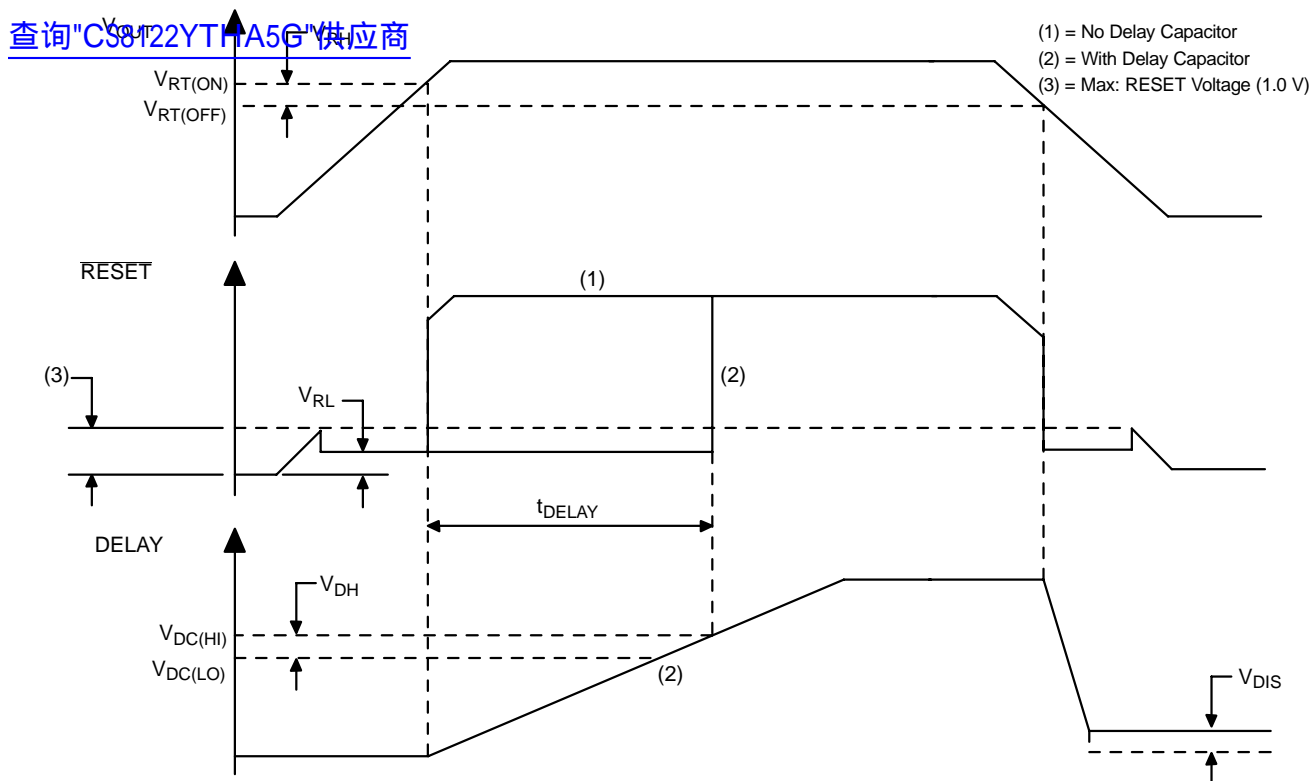 查询"CS8122YTHA5G"供应商
V_OUT
V_RH
(1) = No Delay Capacitor
(2) = With Delay Capacitor
(3) = Max: RESET Voltage (1.0 V)
V_RT(ON)
V_RT(OFF)
RESET
(1)
(3)
V_RL
(2)
t_DELAY
DELAY
V_DH
V_DC(HI)
V_DC(LO)
(2)
V_DIS